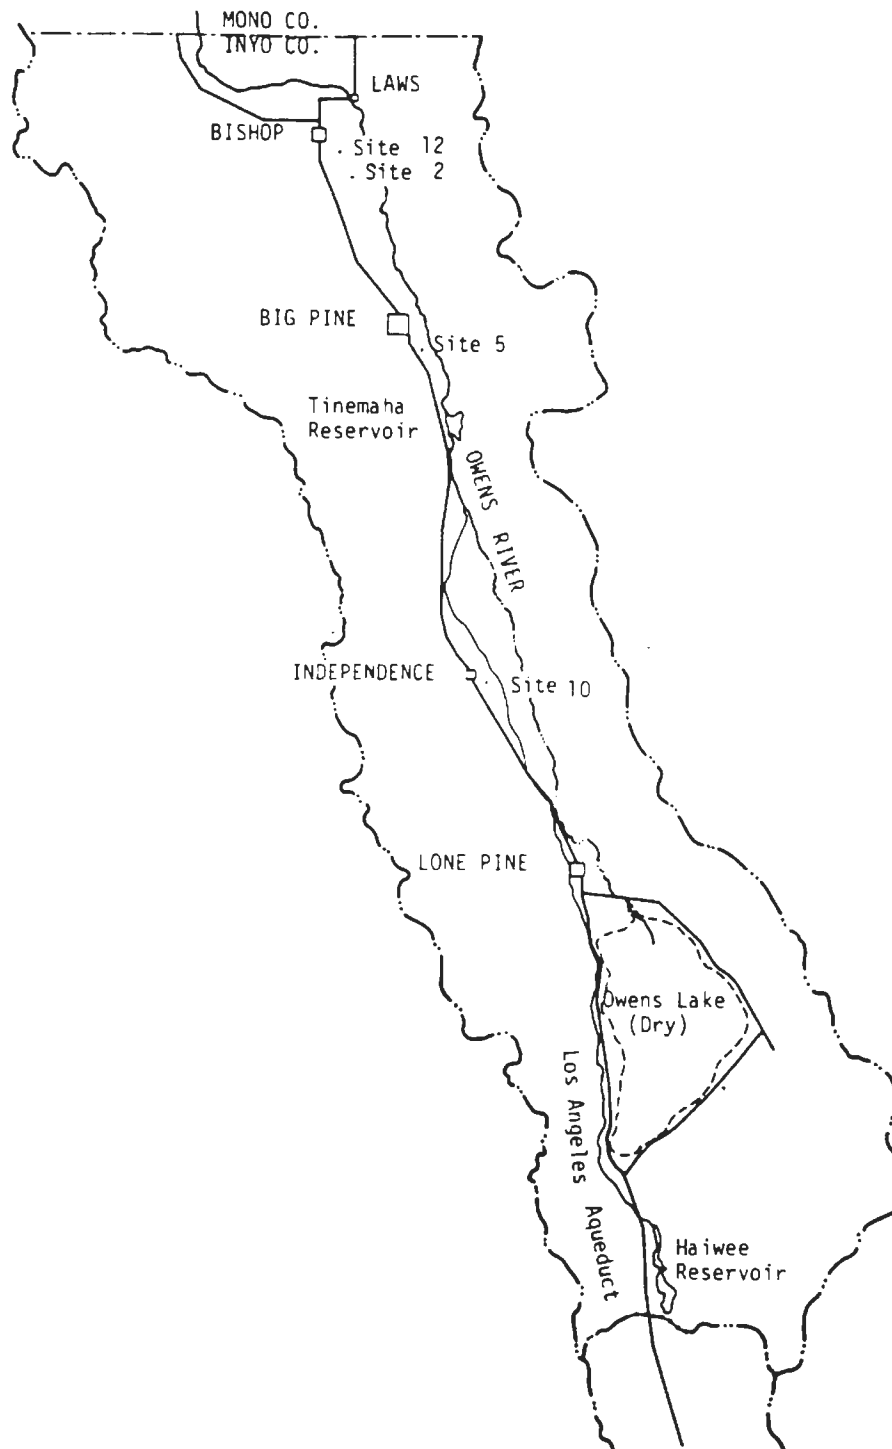 MONO CO.
INYO CO.
LAWS
BISHOP
Site 12
Site 2
BIG PINE
Site 5
Tinemaha
Reservoir
OWENS RIVER
INDEPENDENCE
Site 10
LONE PINE
Owens Lake
(Dry)
Los Angeles Aqueduct
Haiwee
Reservoir